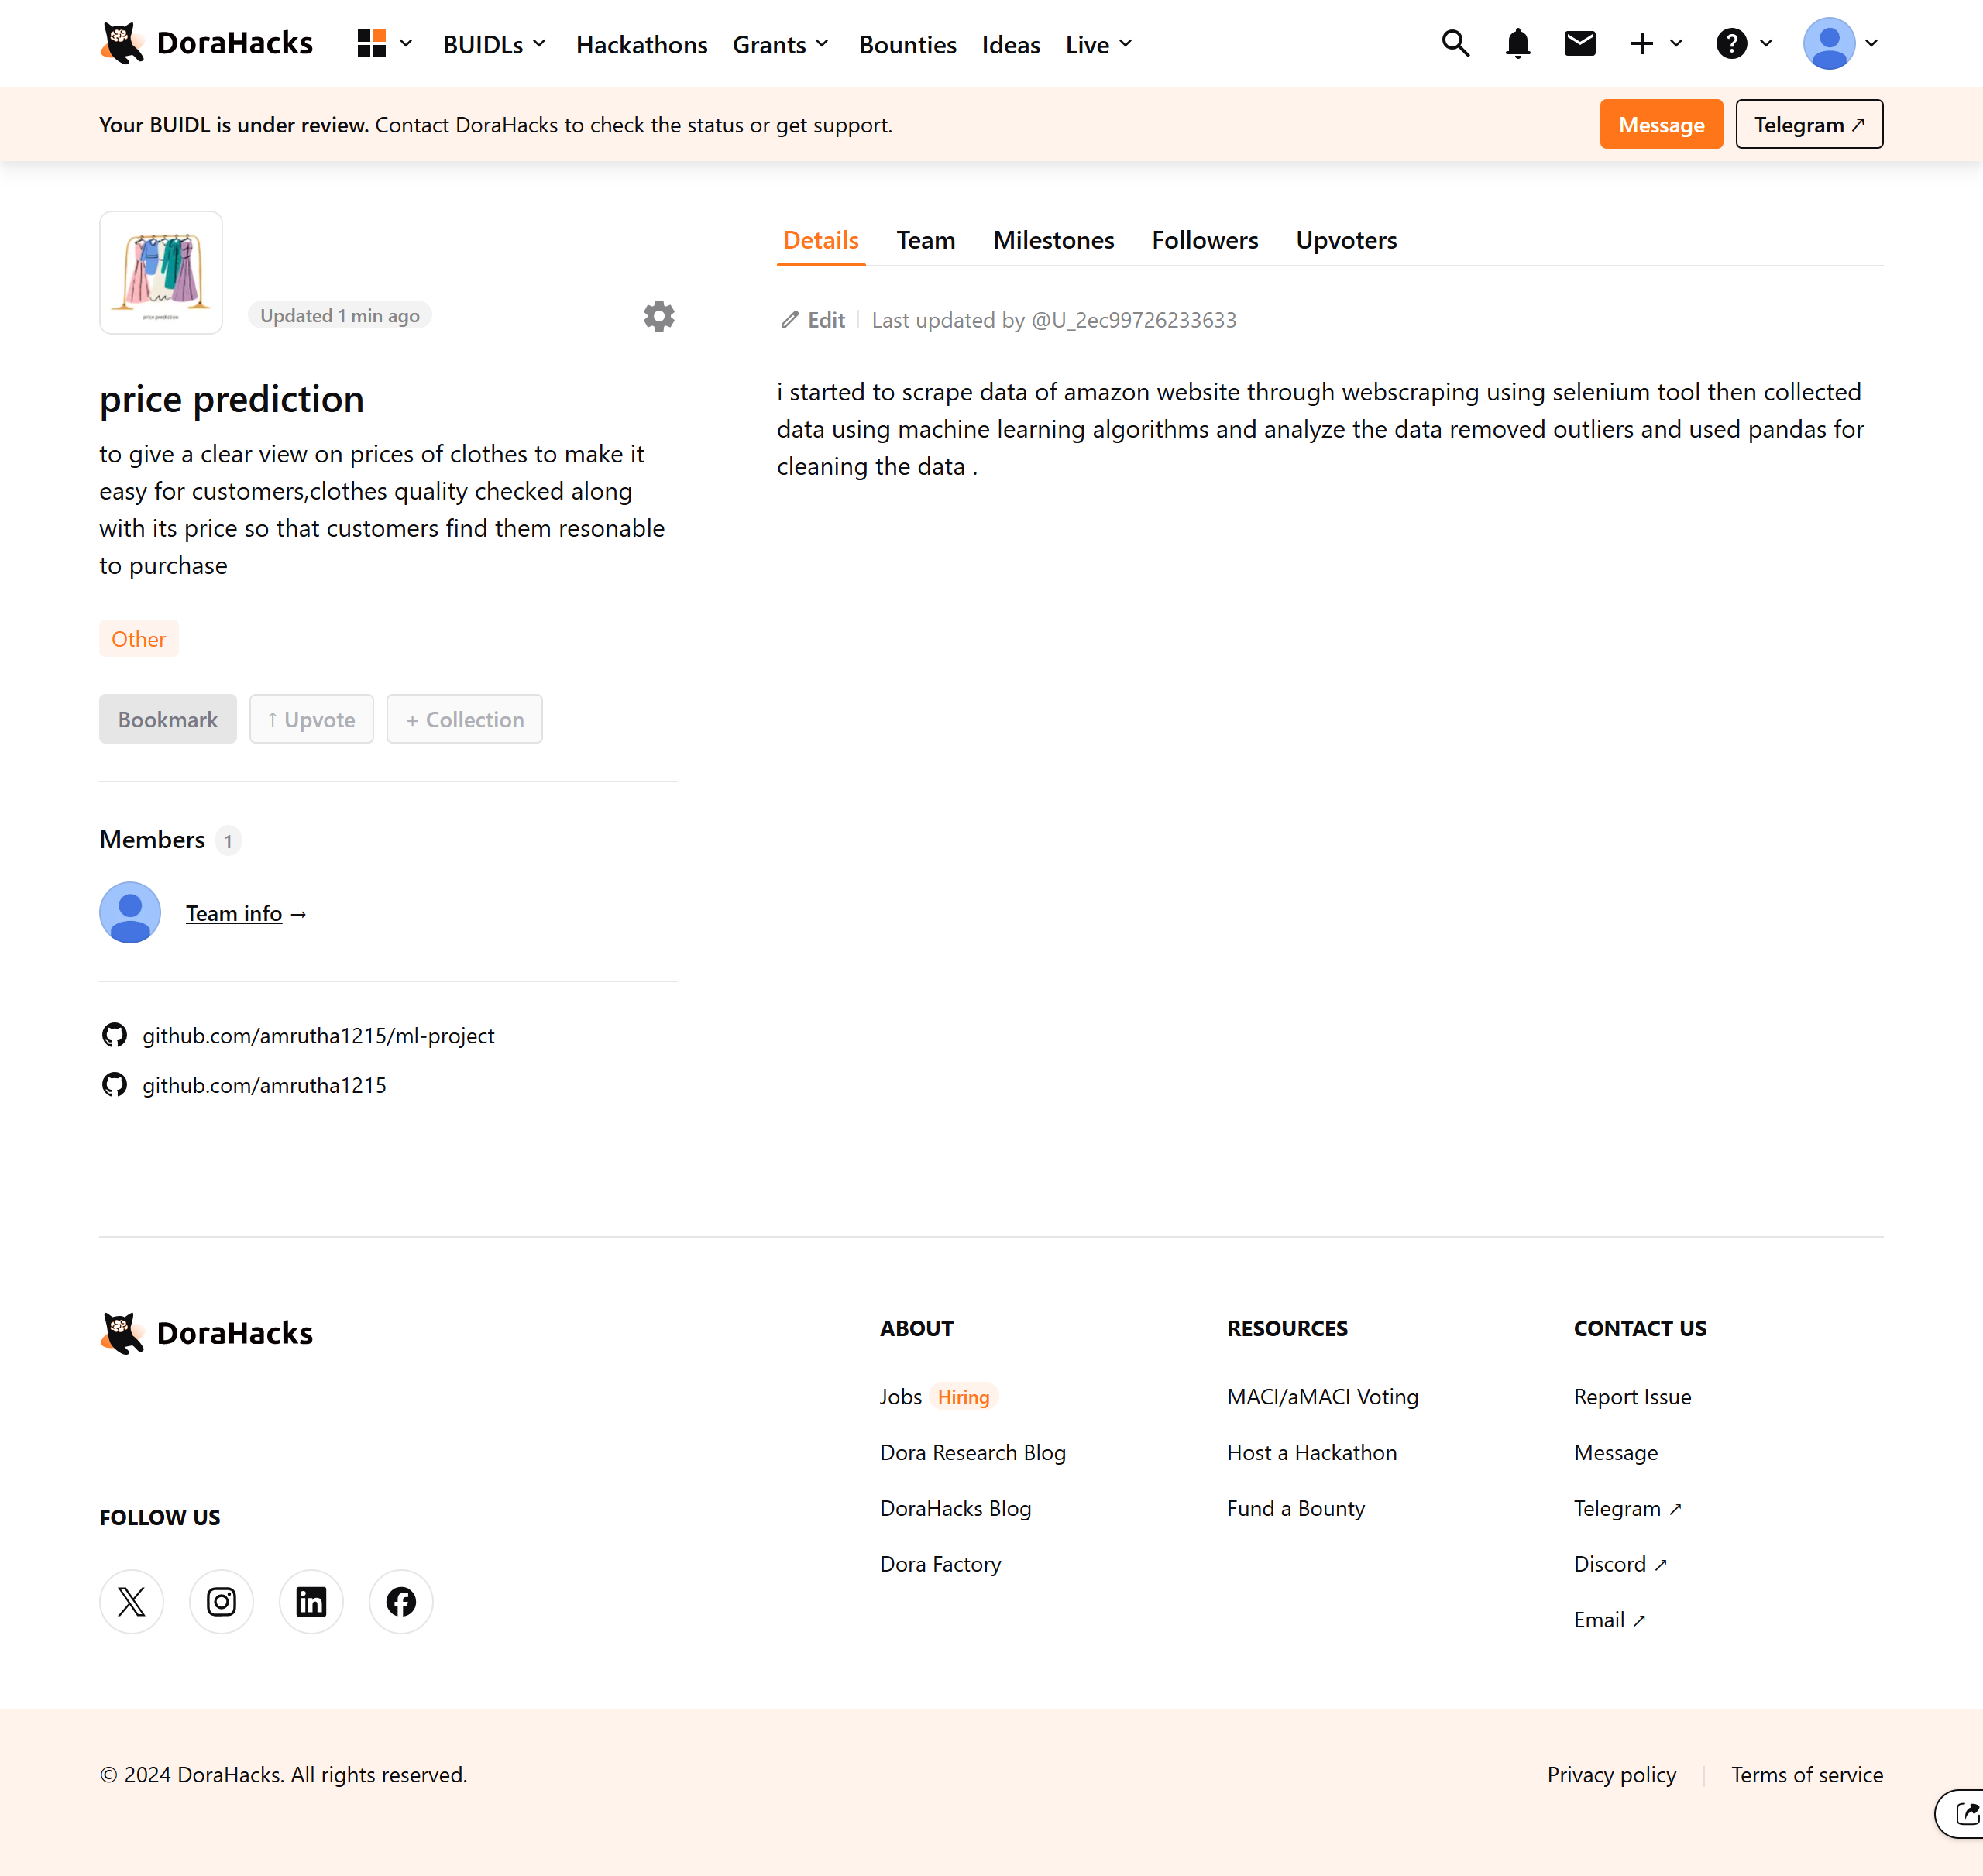 DoraHacks
BUIDLs
Hackathons
Grants
Bounties
Ideas
Live
Your BUIDL is under review. Contact DoraHacks to check the status or get support.
Message
Telegram ↗
price prediction
Updated 1 min ago
price prediction
to give a clear view on prices of clothes to make it
easy for customers,clothes quality checked along
with its price so that customers find them resonable
to purchase
Other
Bookmark
↑ Upvote
+ Collection
Members 1
Team info →
github.com/amrutha1215/ml-project
github.com/amrutha1215
Details
Team
Milestones
Followers
Upvoters
Edit
Last updated by @U_2ec99726233633
i started to scrape data of amazon website through webscraping using selenium tool then collected
data using machine learning algorithms and analyze the data removed outliers and used pandas for
cleaning the data .
DoraHacks
FOLLOW US
ABOUT
Jobs Hiring
Dora Research Blog
DoraHacks Blog
Dora Factory
RESOURCES
MACI/aMACI Voting
Host a Hackathon
Fund a Bounty
CONTACT US
Report Issue
Message
Telegram ↗
Discord ↗
Email ↗
© 2024 DoraHacks. All rights reserved.
Privacy policy
Terms of service